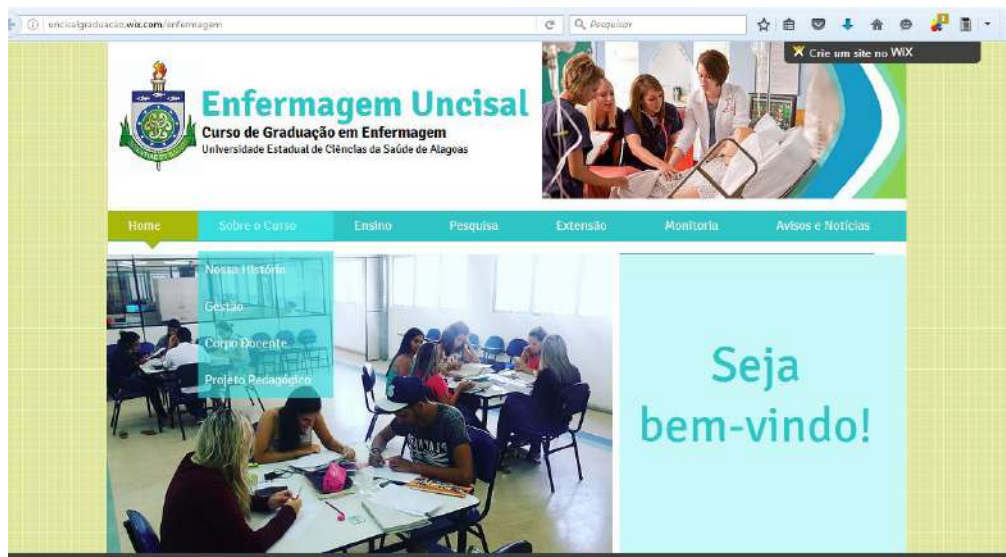 uncisalgraduacao.wix.com/enfermagem
Pesquisar
Crie um site no WiX
Enfermagem Uncisal
Curso de Graduação em Enfermagem
Universidade Estadual de Ciências da Saúde de Alagoas
Home
Sobre o Curso
Ensino
Pesquisa
Extensão
Monitoria
Avisos e Notícias
Nossa História
Gestão
Corpo Docente
Projeto Pedagógico
Seja
bem-vindo!